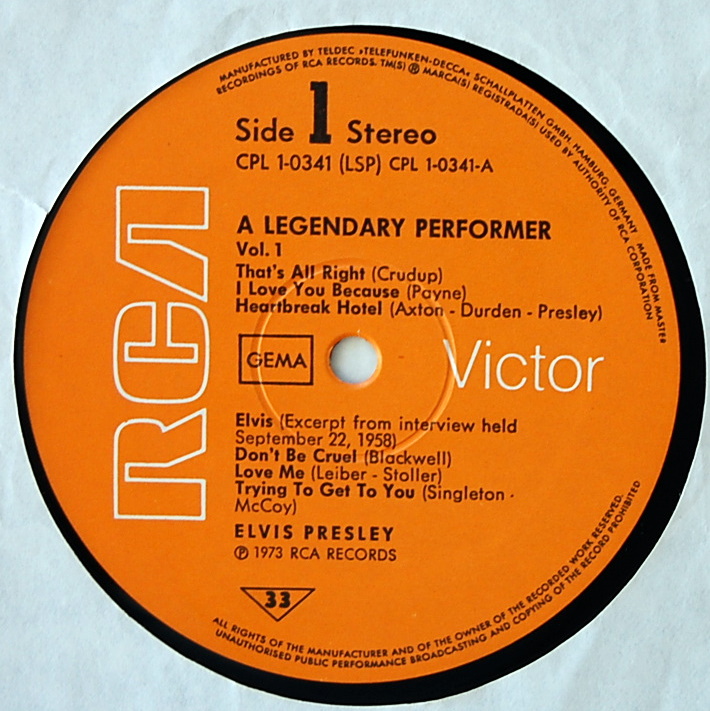 MANUFACTURED BY TELDEC »TELEFUNKEN-DECCA« SCHALLPLATTEN GMBH, HAMBURG, GERMANY MADE FROM MASTER
RECORDINGS OF RCA RECORDS. TM(S) ® MARCA(S) REGISTRADA(S) USED BY AUTHORITY OF RCA CORPORATION
Side 1 Stereo
CPL 1-0341 (LSP) CPL 1-0341-A
RCA
A LEGENDARY PERFORMER
Vol. 1
That's All Right (Crudup)
I Love You Because (Payne)
Heartbreak Hotel (Axton - Durden - Presley)
GEMA
Victor
Elvis (Excerpt from interview held
September 22, 1958)
Don't Be Cruel (Blackwell)
Love Me (Leiber - Stoller)
Trying To Get To You (Singleton -
McCoy)
ELVIS PRESLEY
℗ 1973 RCA RECORDS
33
ALL RIGHTS OF THE MANUFACTURER AND OF THE OWNER OF THE RECORDED WORK RESERVED.
UNAUTHORISED PUBLIC PERFORMANCE BROADCASTING AND COPYING OF THE RECORD PROHIBITED